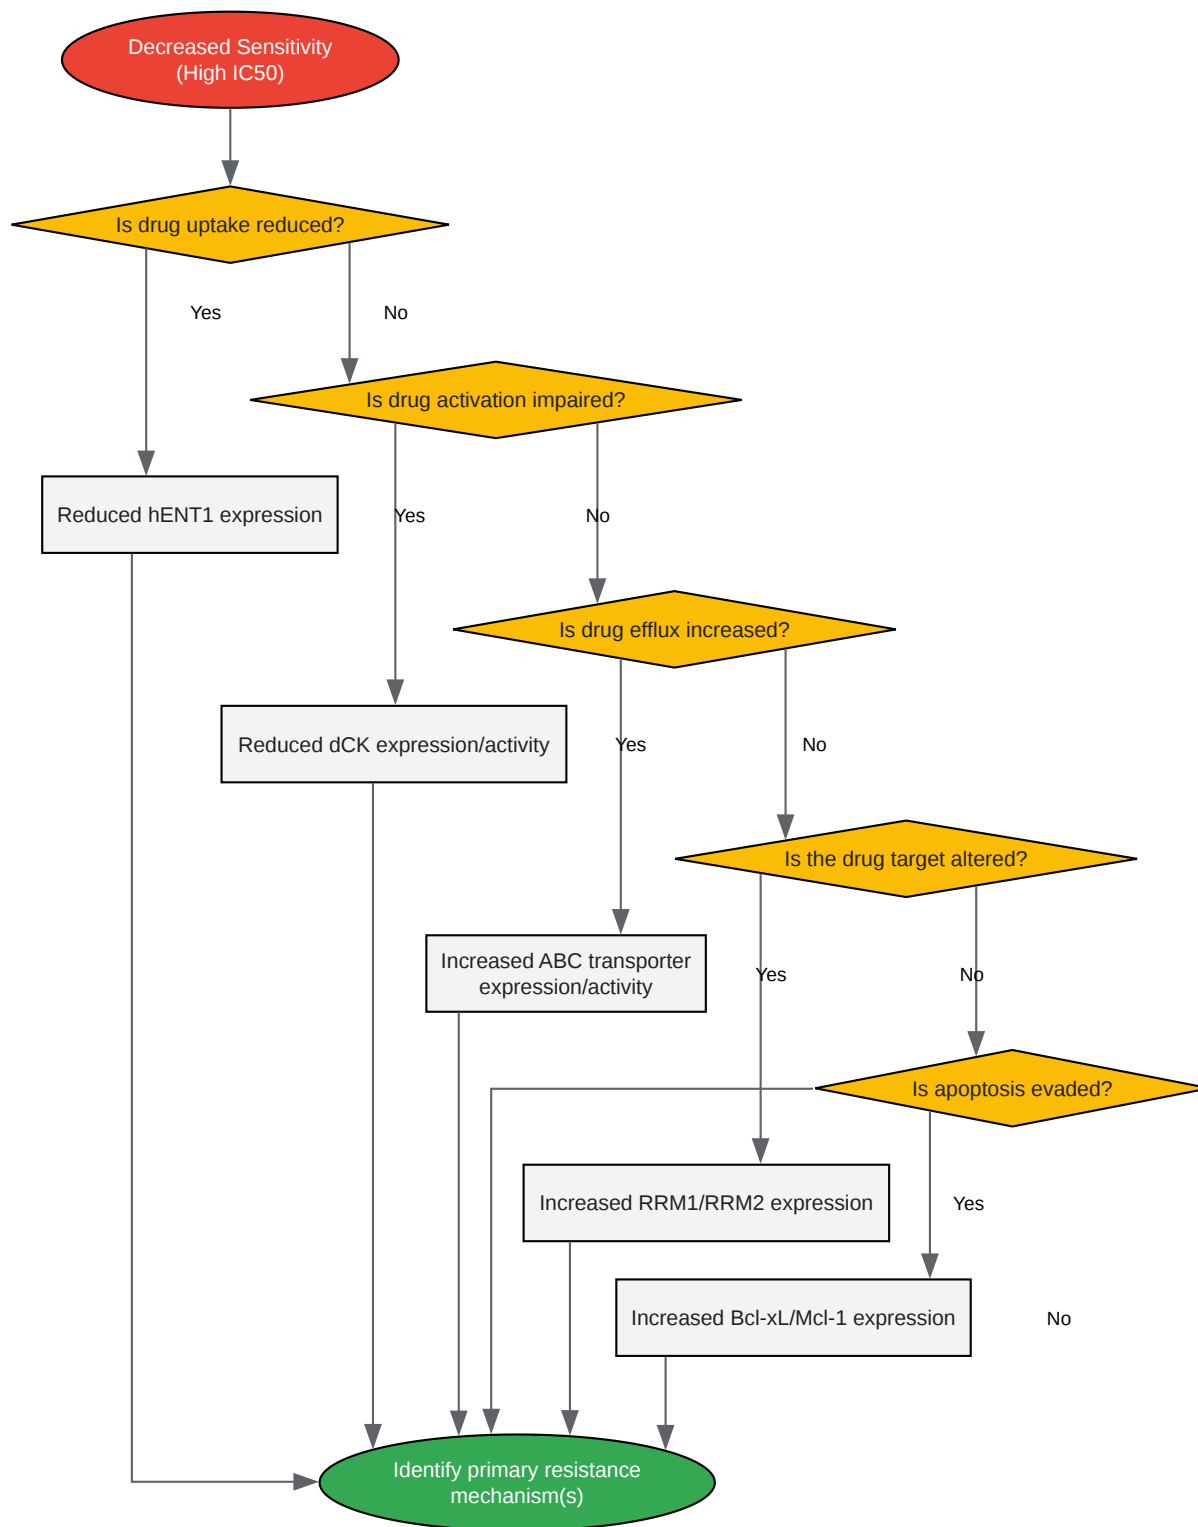 Decreased Sensitivity
(High IC50)
Is drug uptake reduced?
Yes
No
Is drug activation impaired?
Reduced hENT1 expression
Yes
No
Is drug efflux increased?
Reduced dCK expression/activity
Yes
No
Is the drug target altered?
Increased ABC transporter
expression/activity
Yes
No
Is apoptosis evaded?
Increased RRM1/RRM2 expression
Yes
Increased Bcl-xL/Mcl-1 expression
No
Identify primary resistance
mechanism(s)